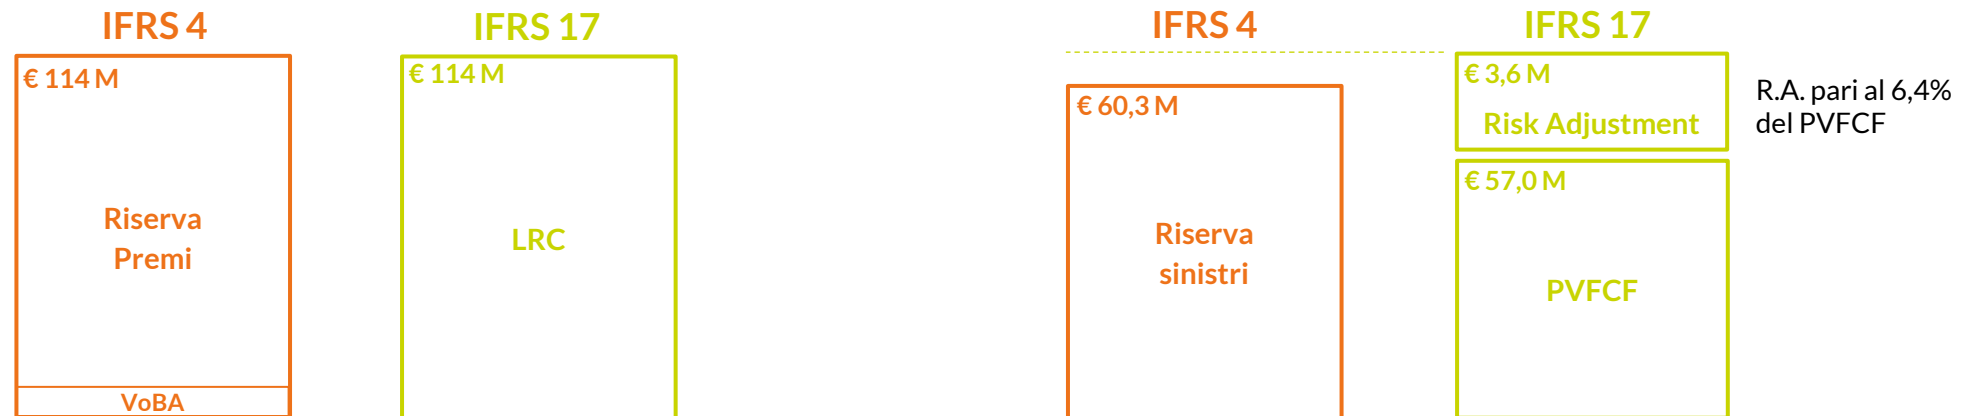 IFRS 4
€ 114 M
Riserva
Premi
VoBA
IFRS 17
€ 114 M
LRC
IFRS 4
€ 60,3 M
Riserva
sinistri
IFRS 17
€ 3,6 M
Risk Adjustment
€ 57,0 M
PVFCF
R.A. pari al 6,4%
del PVFCF